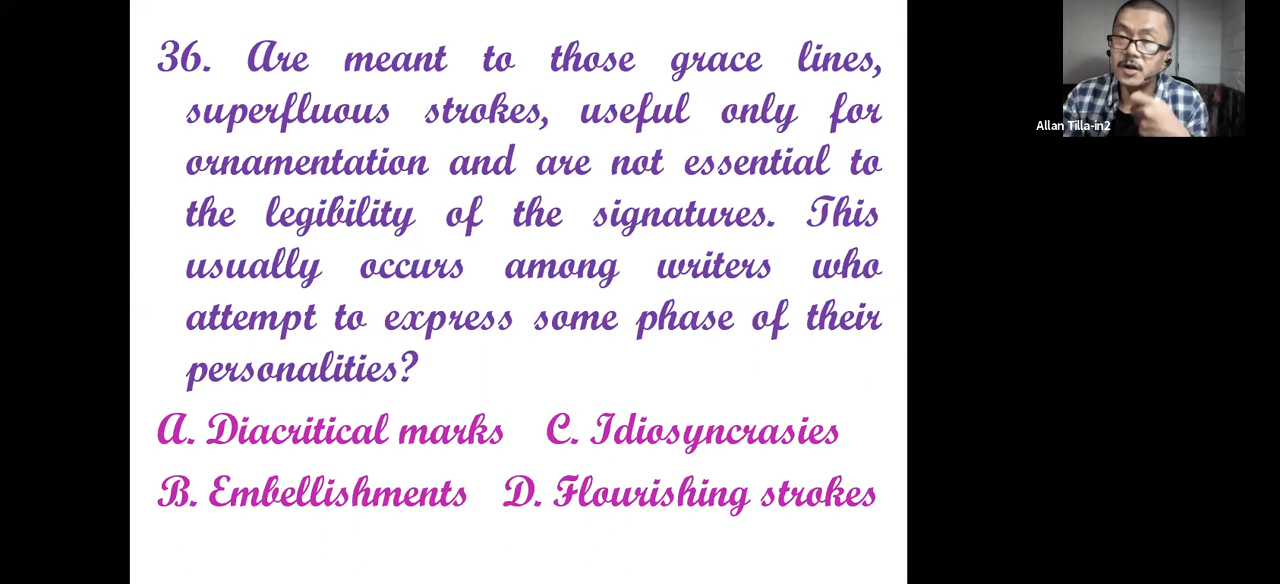 36. Are meant to those grace lines,
superfluous strokes, useful only for
ornamentation and are not essential to
the legibility of the signatures. This
usually occurs among writers who
attempt to express some phase of their
personalities?
A. Diacritical marks C. Idiosyncrasies
B. Embellishments D. Flourishing strokes
Allan Tilla-in2